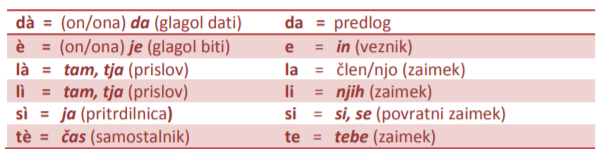 dà = (on/ona) da (glagol dati) da = predlog
è = (on/ona) je (glagol biti) e = in (veznik)
là = tam, tja (prislov) la = člen/njo (zaimek)
lì = tam, tja (prislov) li = njih (zaimek)
sì = ja (pritrdilnica) si = si, se (povratni zaimek)
tè = čas (samostalnik) te = tebe (zaimek)